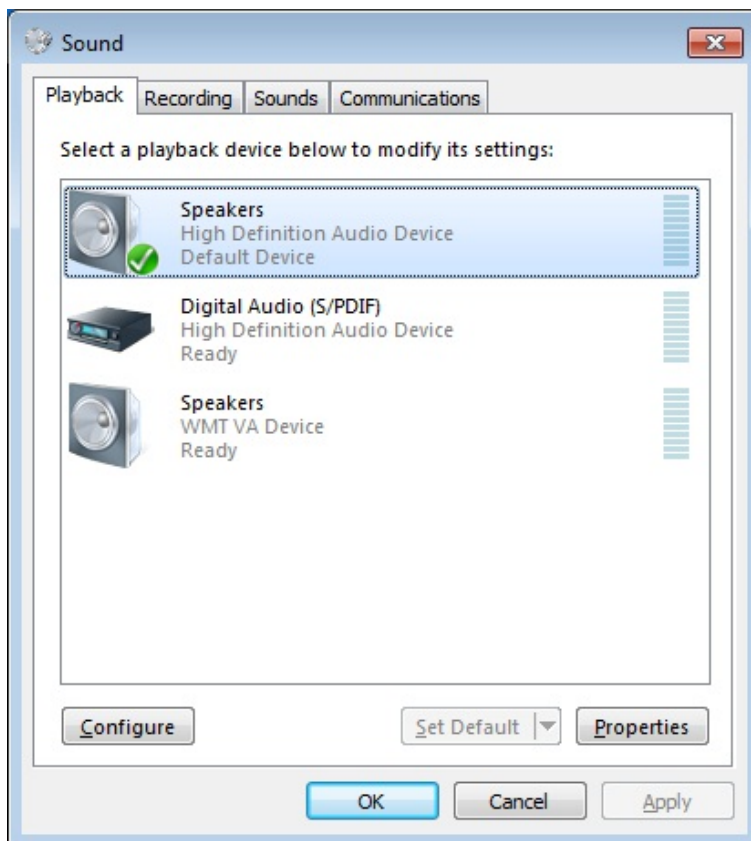 Sound
Playback Recording Sounds Communications
Select a playback device below to modify its settings:
Speakers
High Definition Audio Device
Default Device
Digital Audio (S/PDIF)
High Definition Audio Device
Ready
Speakers
WMT VA Device
Ready
Configure Set Default Properties
OK Cancel Apply